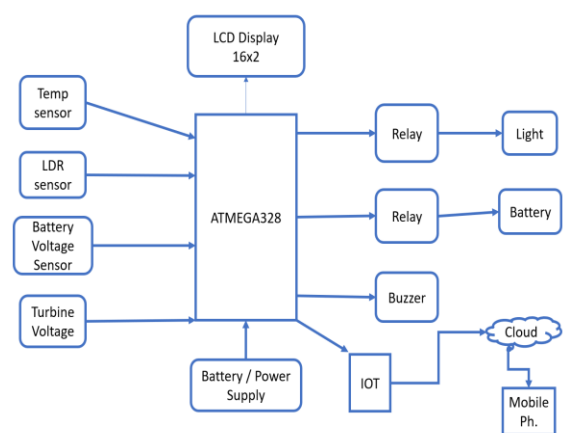 LCD Display
16x2
Temp
sensor
LDR
sensor
Battery
Voltage
Sensor
Turbine
Voltage
ATMEGA328
Relay
Light
Relay
Battery
Buzzer
Battery / Power
Supply
IOT
Cloud
Mobile
Ph.